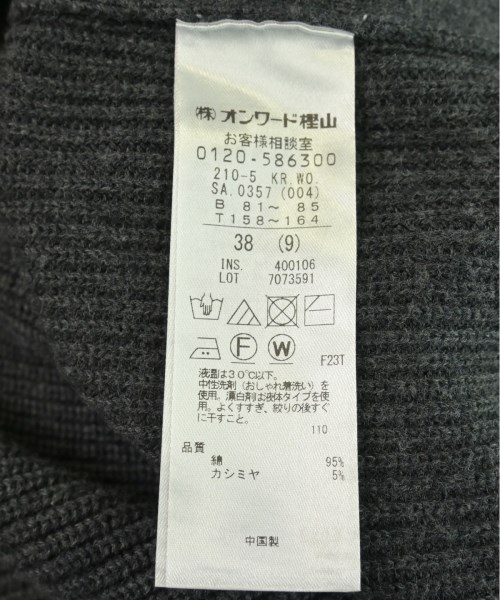 ㈱オンワード樫山
お客様相談室
0120-586300
210-5 KR.WO.
SA.0357 (004)
B 81～ 85
T158～164
38 (9)
INS. 400106
LOT 7073591
F W
F23T
液温は30℃以下。
中性洗剤(おしゃれ着洗い)を
使用。漂白剤は液体タイプを使
用。よくすすぎ、絞りの後すぐ
に干すこと。
110
品質
綿 95%
カシミヤ 5%
中国製